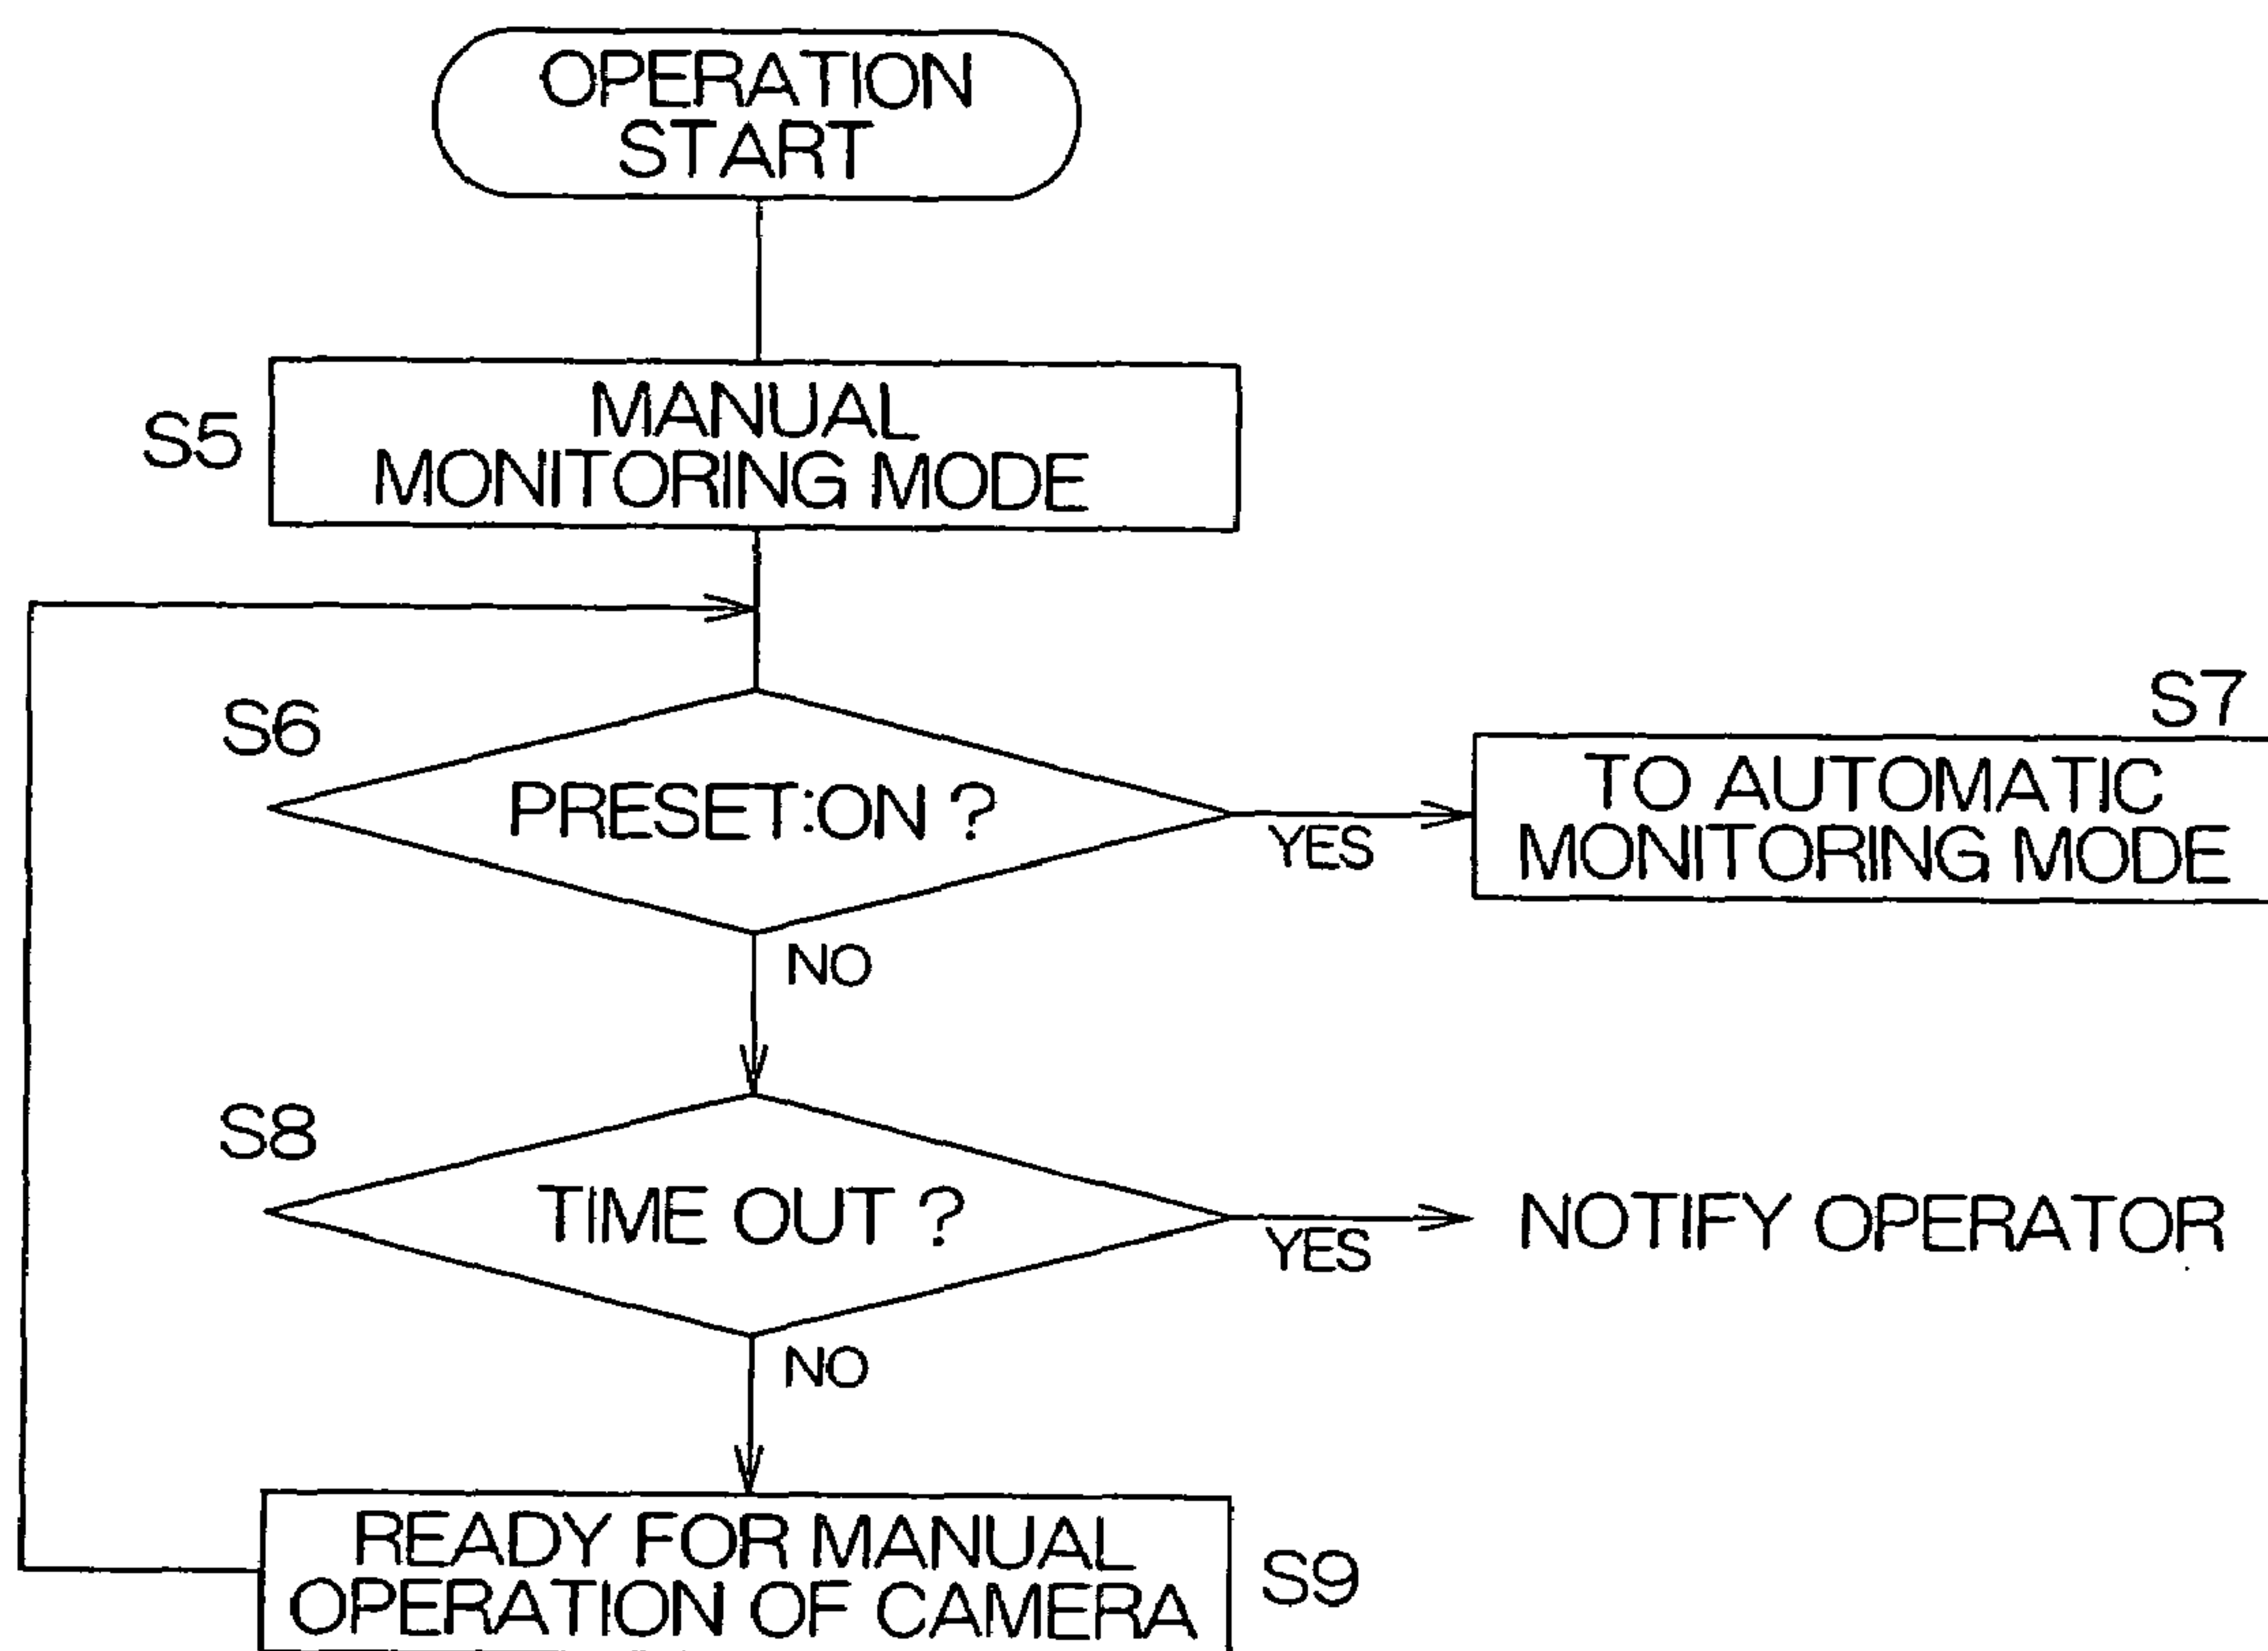 OPERATION
START
S5
MANUAL
MONITORING MODE
S6
PRESET:ON ?
YES
NO
S7
TO AUTOMATIC
MONITORING MODE
S8
TIME OUT ?
YES
NOTIFY OPERATOR
NO
READY FOR MANUAL
OPERATION OF CAMERA
S9